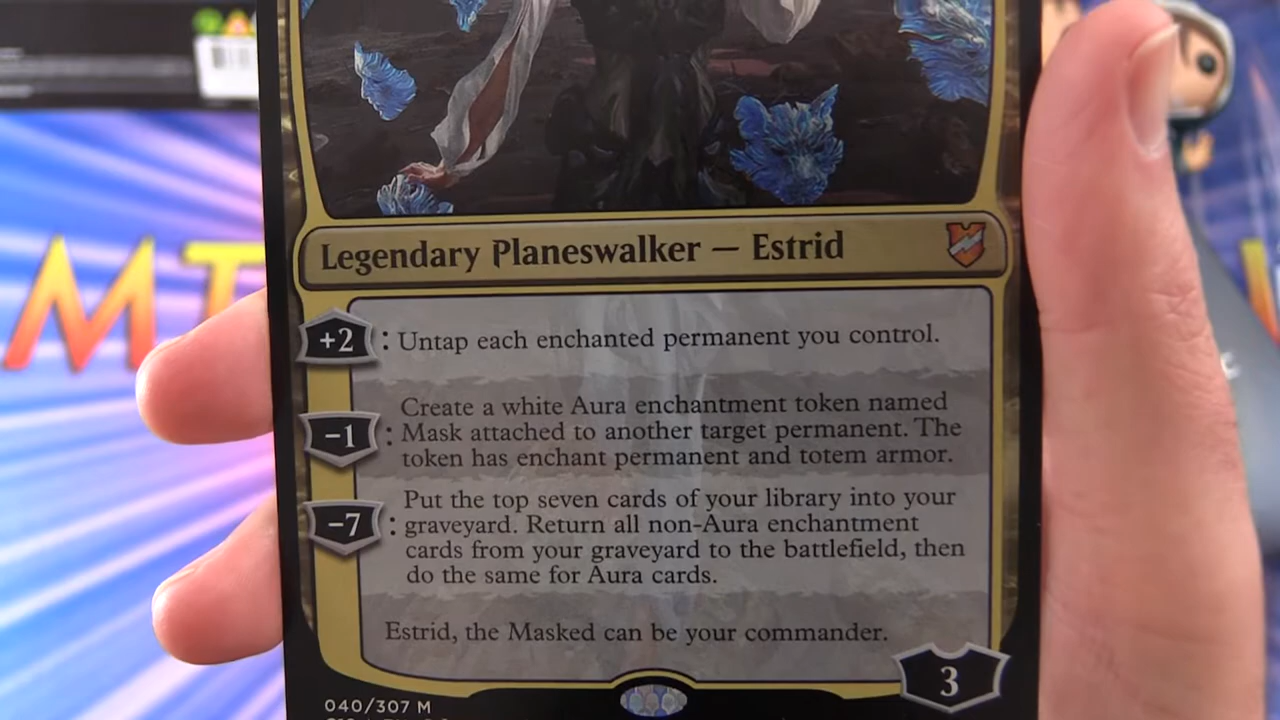 MT
Legendary Planeswalker — Estrid
+2 : Untap each enchanted permanent you control.
Create a white Aura enchantment token named
−1 : Mask attached to another target permanent. The
token has enchant permanent and totem armor.
Put the top seven cards of your library into your
−7 : graveyard. Return all non-Aura enchantment
cards from your graveyard to the battlefield, then
do the same for Aura cards.
Estrid, the Masked can be your commander.
3
040/307 M